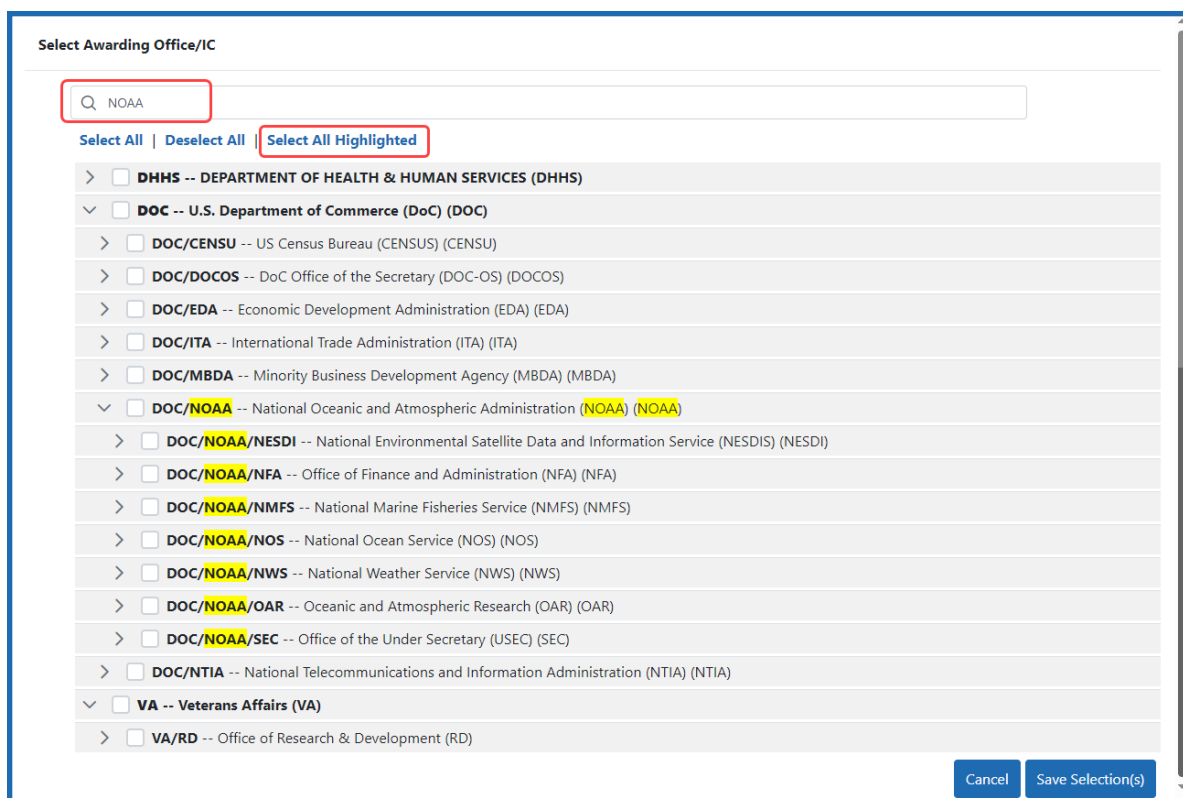 Select Awarding Office/IC
NOAA
Select All | Deselect All | Select All Highlighted
DHHS -- DEPARTMENT OF HEALTH & HUMAN SERVICES (DHHS)
DOC -- U.S. Department of Commerce (DoC) (DOC)
DOC/CENSU -- US Census Bureau (CENSUS) (CENSU)
DOC/DOCOS -- DoC Office of the Secretary (DOC-OS) (DOCOS)
DOC/EDA -- Economic Development Administration (EDA) (EDA)
DOC/ITA -- International Trade Administration (ITA) (ITA)
DOC/MBDA -- Minority Business Development Agency (MBDA) (MBDA)
DOC/NOAA -- National Oceanic and Atmospheric Administration (NOAA) (NOAA)
DOC/NOAA/NESDI -- National Environmental Satellite Data and Information Service (NESDIS) (NESDI)
DOC/NOAA/NFA -- Office of Finance and Administration (NFA) (NFA)
DOC/NOAA/NMFS -- National Marine Fisheries Service (NMFS) (NMFS)
DOC/NOAA/NOS -- National Ocean Service (NOS) (NOS)
DOC/NOAA/NWS -- National Weather Service (NWS) (NWS)
DOC/NOAA/OAR -- Oceanic and Atmospheric Research (OAR) (OAR)
DOC/NOAA/SEC -- Office of the Under Secretary (USEC) (SEC)
DOC/NTIA -- National Telecommunications and Information Administration (NTIA) (NTIA)
VA -- Veterans Affairs (VA)
VA/RD -- Office of Research & Development (RD)
Cancel Save Selection(s)